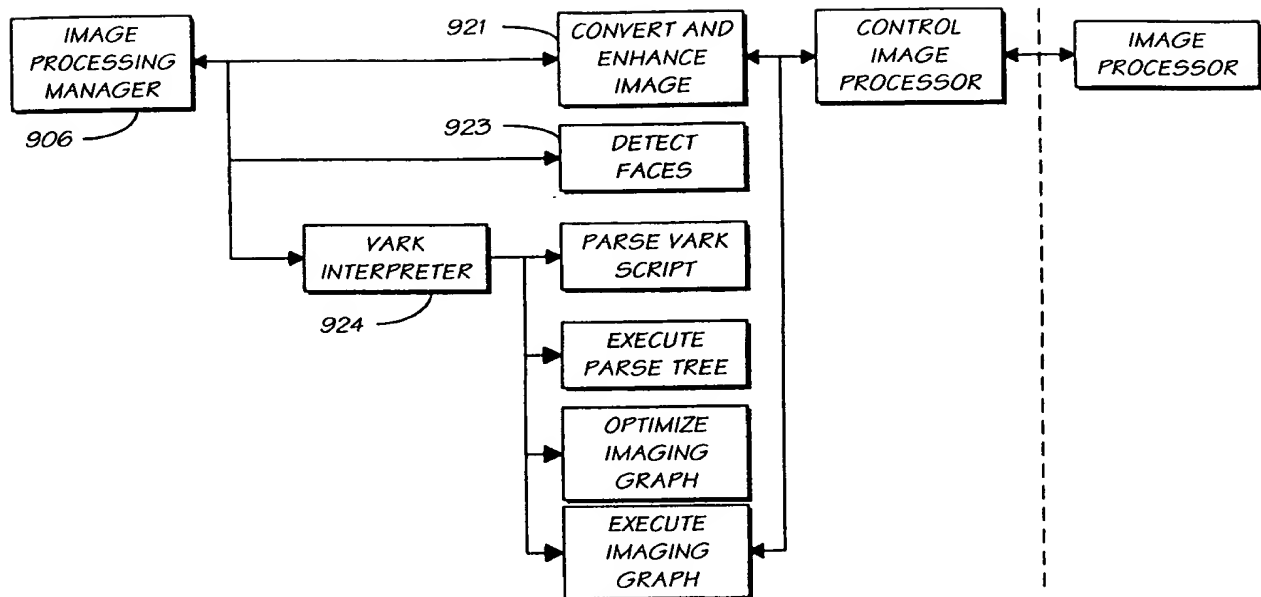 IMAGE
PROCESSING
MANAGER
906
921
CONVERT AND
ENHANCE
IMAGE
CONTROL
IMAGE
PROCESSOR
IMAGE
PROCESSOR
923
DETECT
FACES
VARK
INTERPRETER
924
PARSE VARK
SCRIPT
EXECUTE
PARSE TREE
OPTIMIZE
IMAGING
GRAPH
EXECUTE
IMAGING
GRAPH